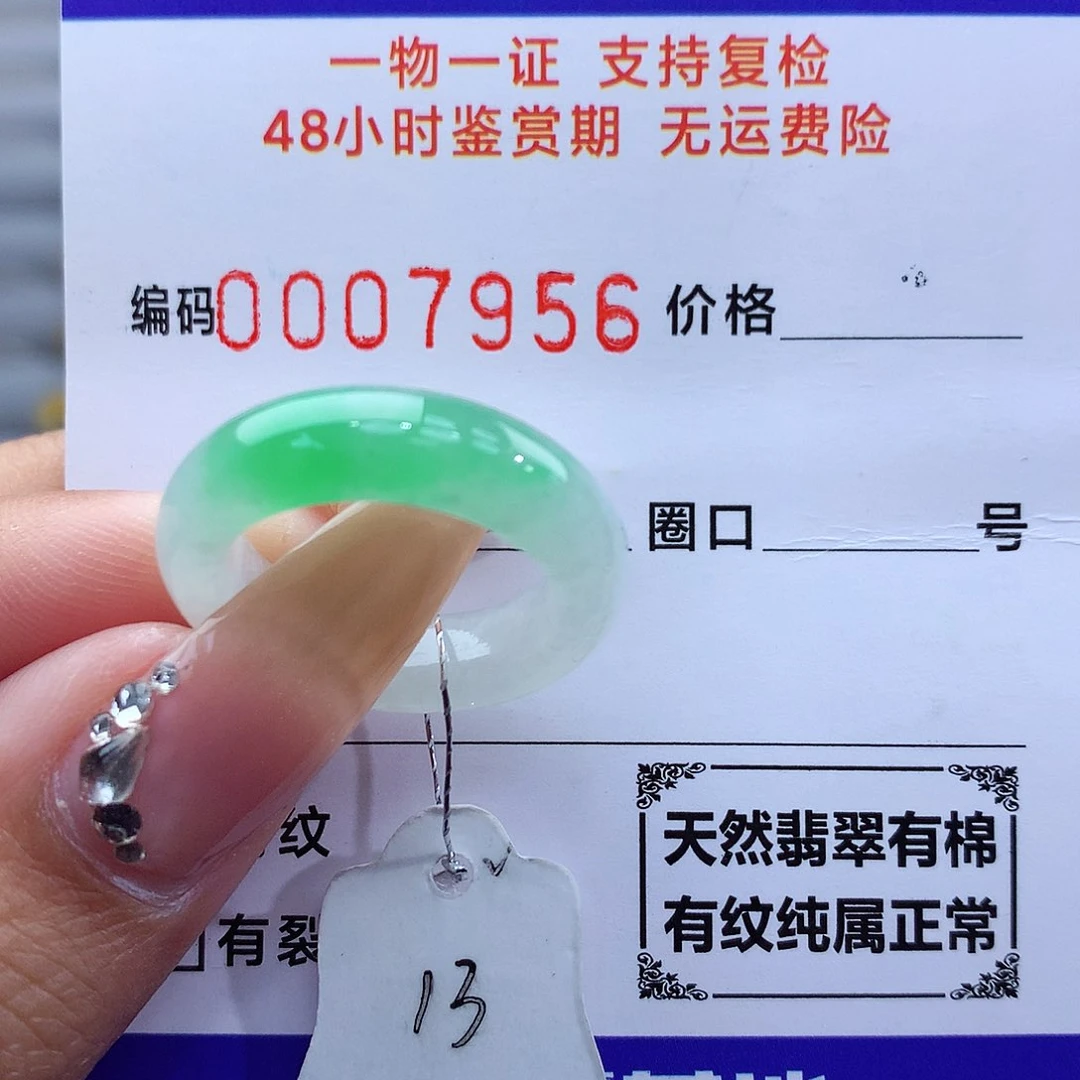 一物一证 支持复检
48小时鉴赏期 无运费险
编码0007956 价格
圈口 号
纹
天然翡翠有棉
有裂
有纹纯属正常
13